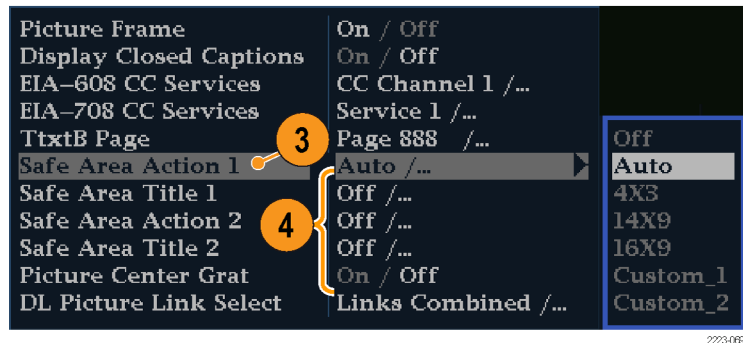 Picture Frame On / Off
Display Closed Captions On / Off
EIA–608 CC Services CC Channel 1 /...
EIA–708 CC Services Service 1 /...
TtxtB Page 3 Page 888 /... Off
Safe Area Action 1 Auto /... Auto
Safe Area Title 1 Off /... 4X3
Safe Area Action 2 4 Off /... 14X9
Safe Area Title 2 Off /... 16X9
Picture Center Grat On / Off Custom_1
DL Picture Link Select Links Combined /... Custom_2